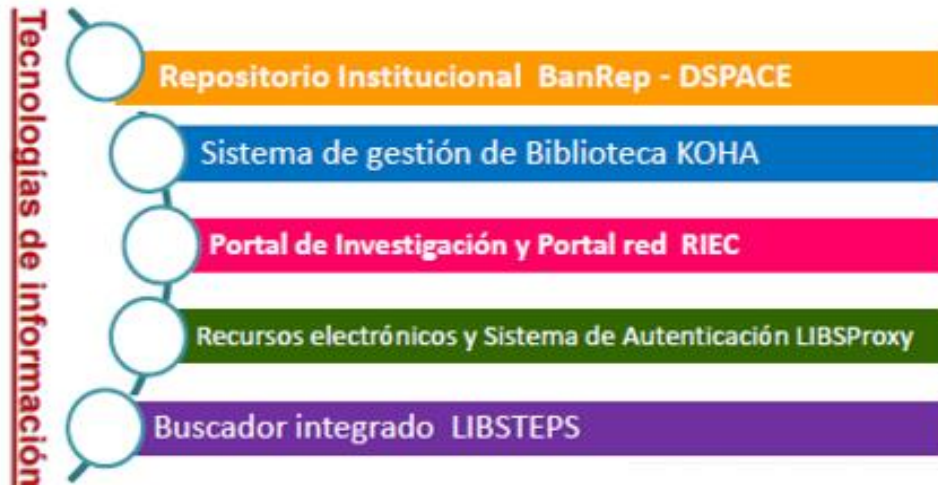 Tecnologías de información
Repositorio Institucional BanRep - DSPACE
Sistema de gestión de Biblioteca KOHA
Portal de Investigación y Portal red RIEC
Recursos electrónicos y Sistema de Autenticación LIBSProxy
Buscador integrado LIBSTEPS